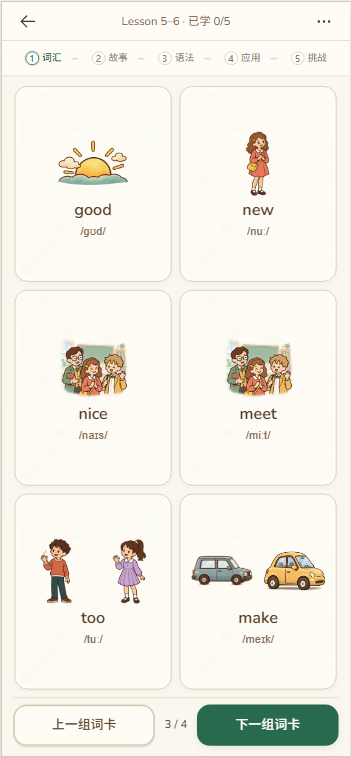 Lesson 5-6 · 已学 0/5
1 词汇 – 2 故事 – 3 语法 – 4 应用 – 5 挑战
good new
/ɡʊd/ /nuː/
nice meet
/naɪs/ /miːt/
too make
/tuː/ /meɪk/
上一组词卡 3 / 4 下一组词卡